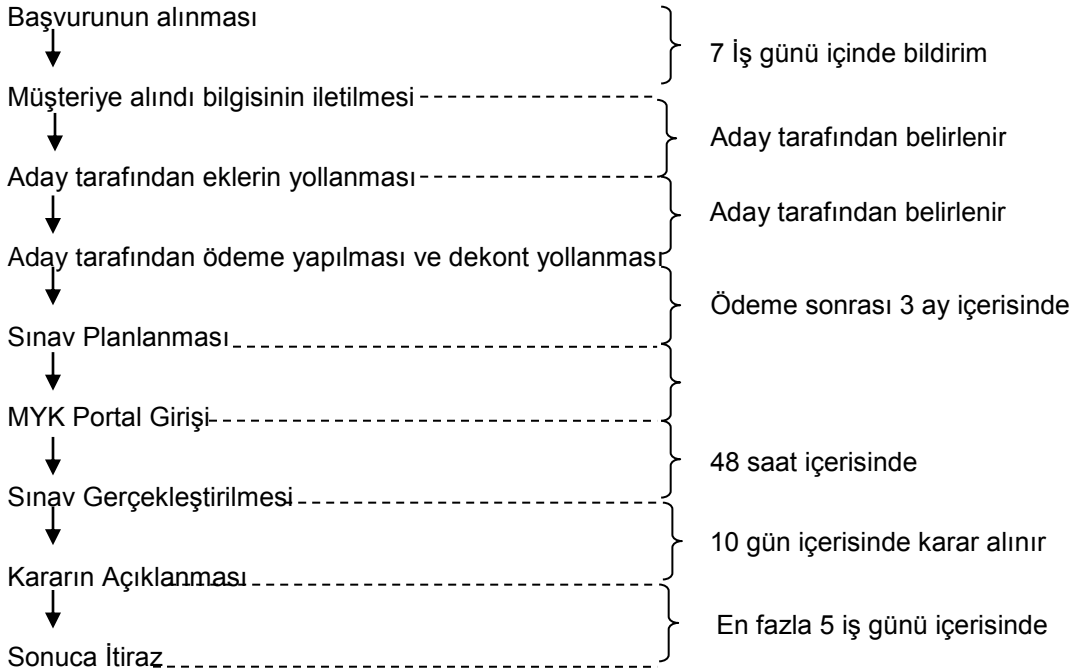 Başvurunun alınması
7 İş günü içinde bildirim
Müşteriye alındı bilgisinin iletilmesi
Aday tarafından belirlenir
Aday tarafından eklerin yollanması
Aday tarafından belirlenir
Aday tarafından ödeme yapılması ve dekont yollanması
Ödeme sonrası 3 ay içerisinde
Sınav Planlanması
MYK Portal Girişi
48 saat içerisinde
Sınav Gerçekleştirilmesi
10 gün içerisinde karar alınır
Kararın Açıklanması
En fazla 5 iş günü içerisinde
Sonuca İtiraz